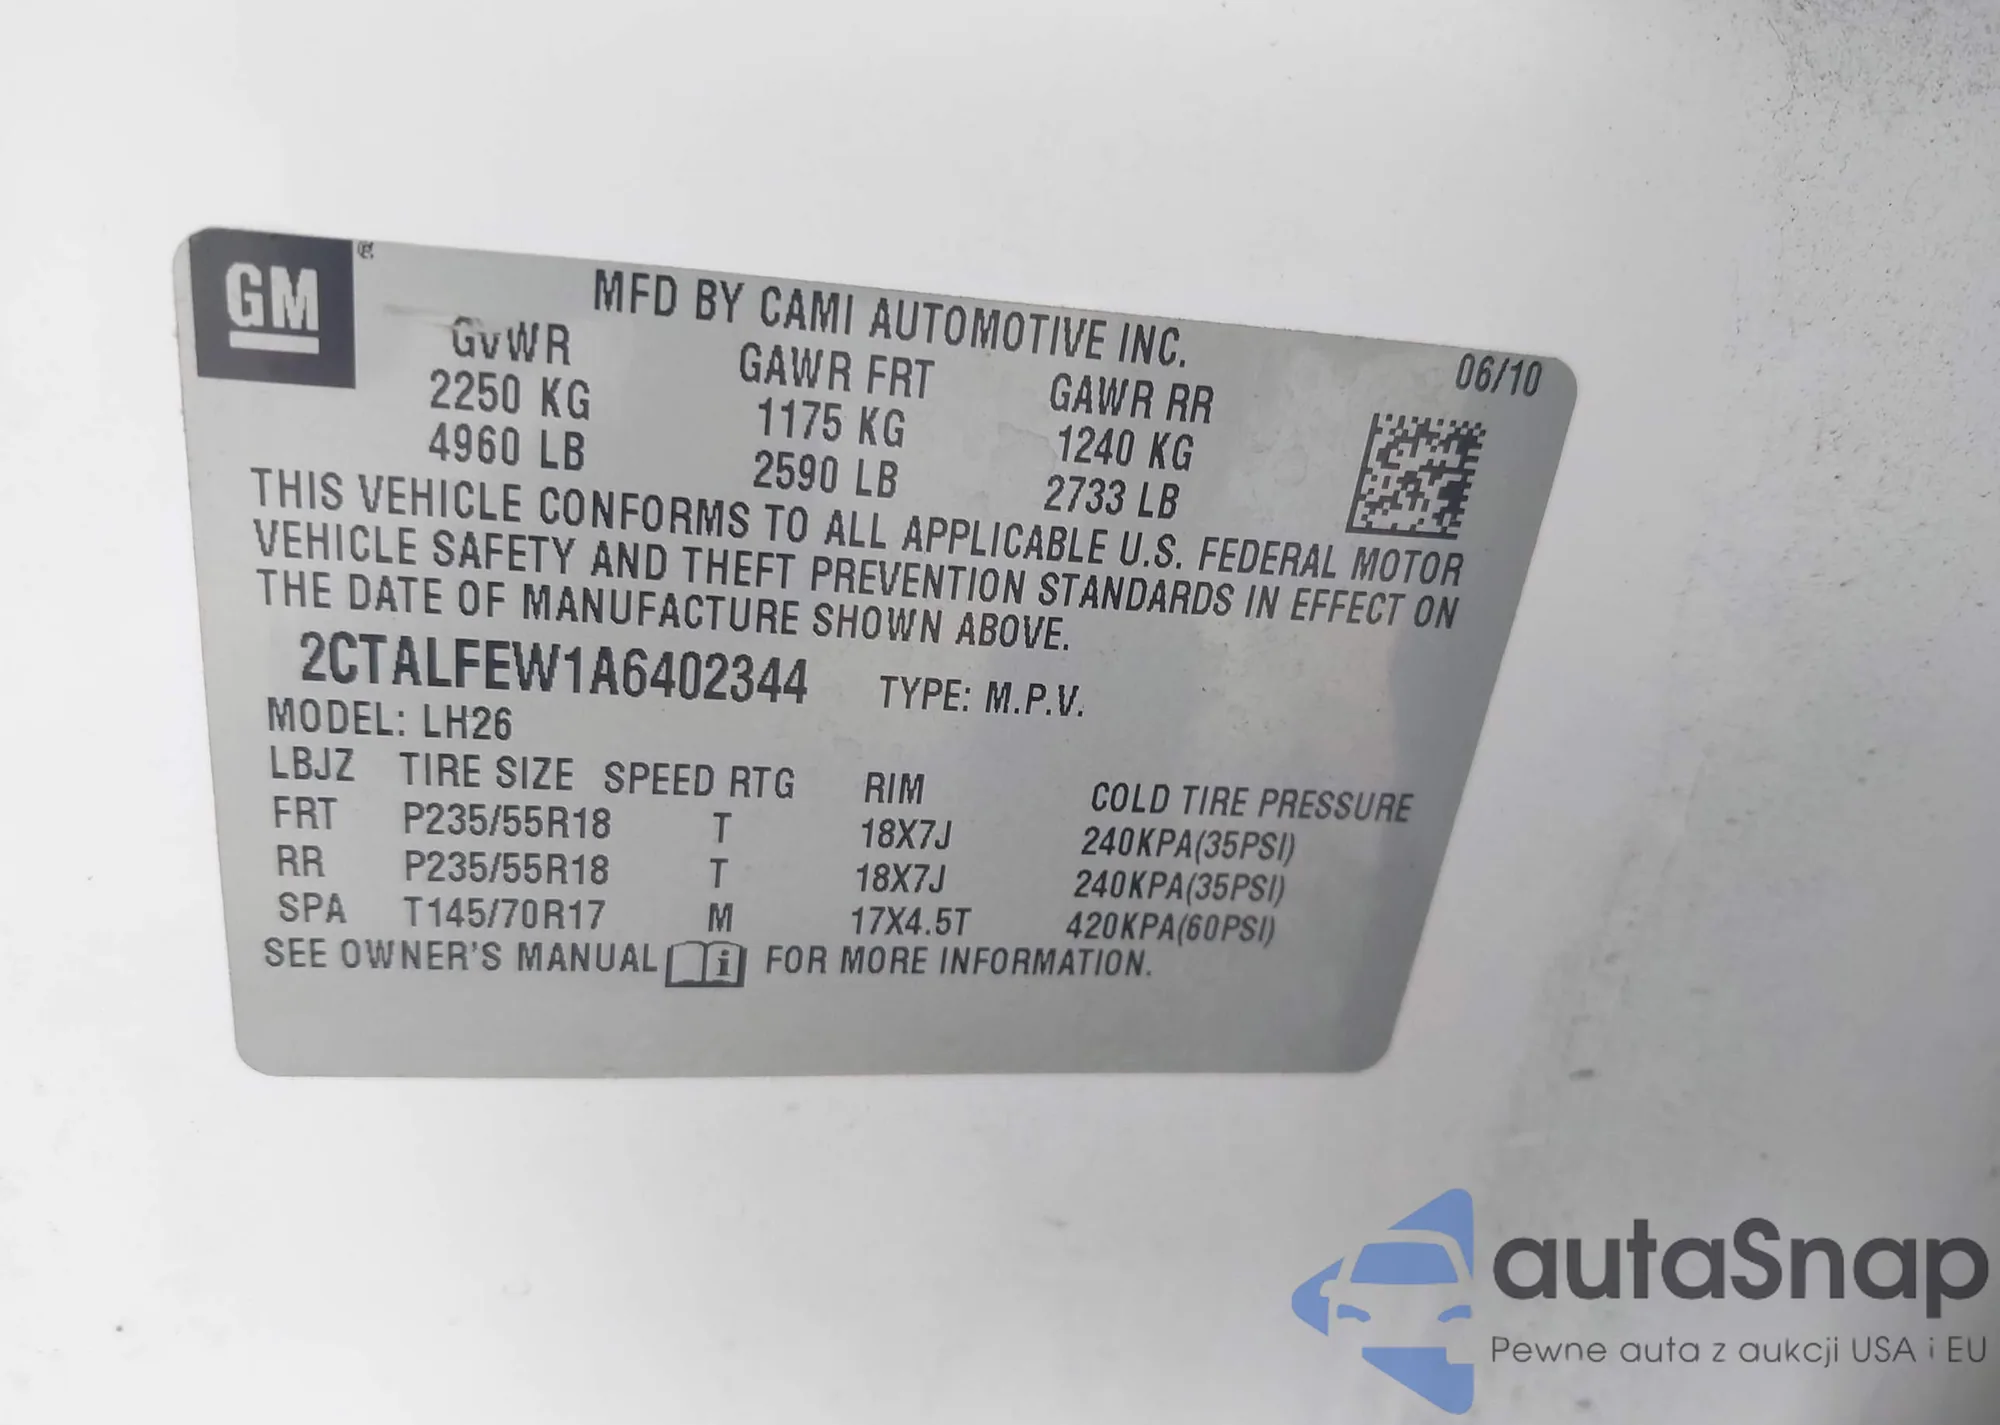 GM
MFD BY CAMI AUTOMOTIVE INC.
06/10
GVWR GAWR FRT GAWR RR
2250 KG 1175 KG 1240 KG
4960 LB 2590 LB 2733 LB
THIS VEHICLE CONFORMS TO ALL APPLICABLE U.S. FEDERAL MOTOR
VEHICLE SAFETY AND THEFT PREVENTION STANDARDS IN EFFECT ON
THE DATE OF MANUFACTURE SHOWN ABOVE.
2CTALFEW1A6402344 TYPE: M.P.V.
MODEL: LH26
LBJZ TIRE SIZE SPEED RTG RIM COLD TIRE PRESSURE
FRT P235/55R18 T 18X7J 240KPA(35PSI)
RR P235/55R18 T 18X7J 240KPA(35PSI)
SPA T145/70R17 M 17X4.5T 420KPA(60PSI)
SEE OWNER'S MANUAL i FOR MORE INFORMATION.
autaSnap
Pewne auta z aukcji USA i EU